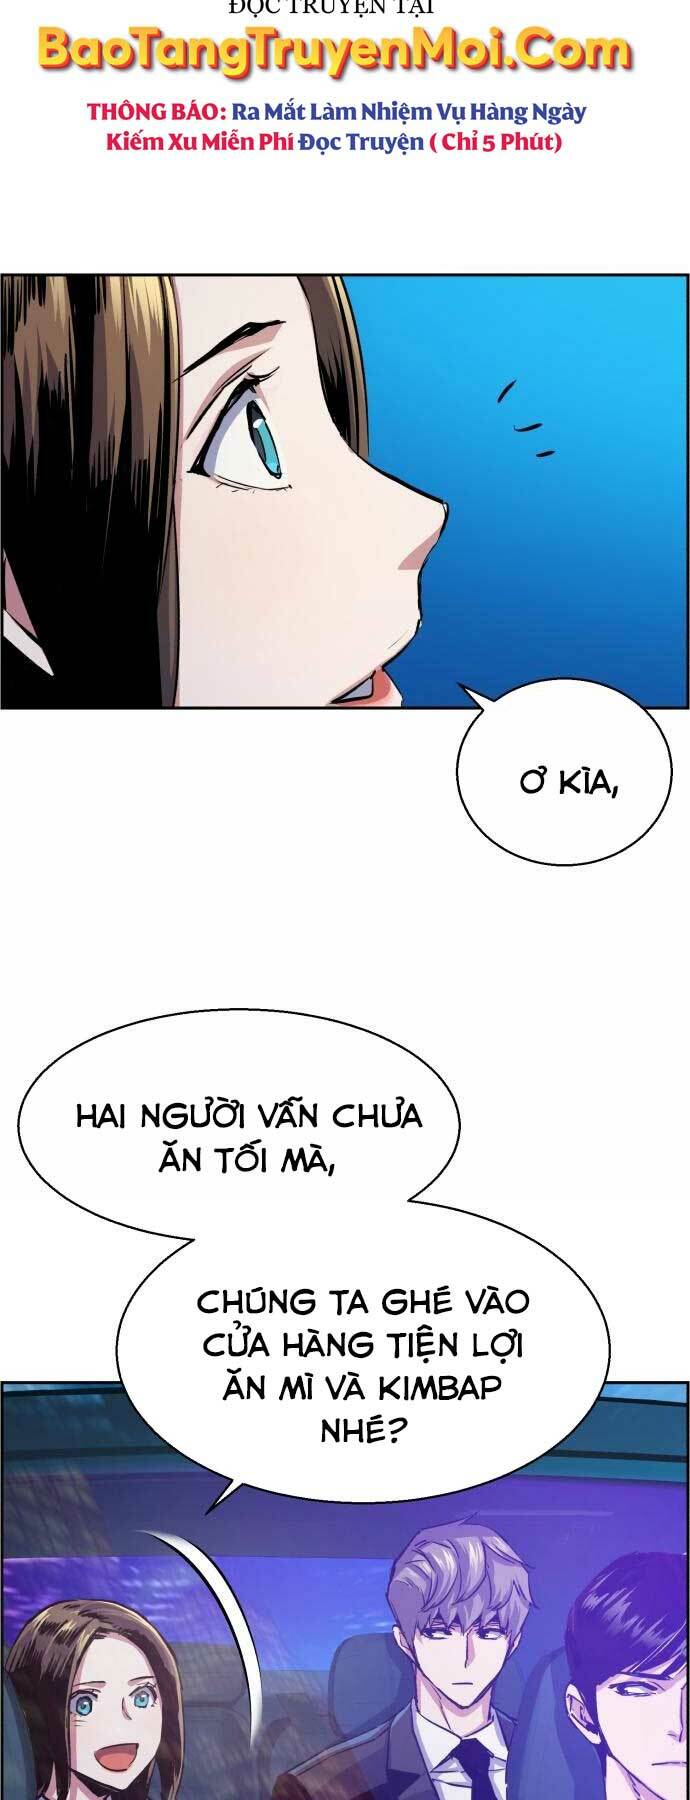 ĐỌC TRUYỆN TẠI
BaoTangTruyenMoi.Com
THÔNG BÁO: Ra Mắt Làm Nhiệm Vụ Hàng Ngày
Kiếm Xu Miễn Phí Đọc Truyện ( Chỉ 5 Phút)
Ơ KÌA,
HAI NGƯỜI VẪN CHƯA
ĂN TỐI MÀ,
CHÚNG TA GHÉ VÀO
CỬA HÀNG TIỆN LỢI
ĂN MÌ VÀ KIMBAP
NHÉ?